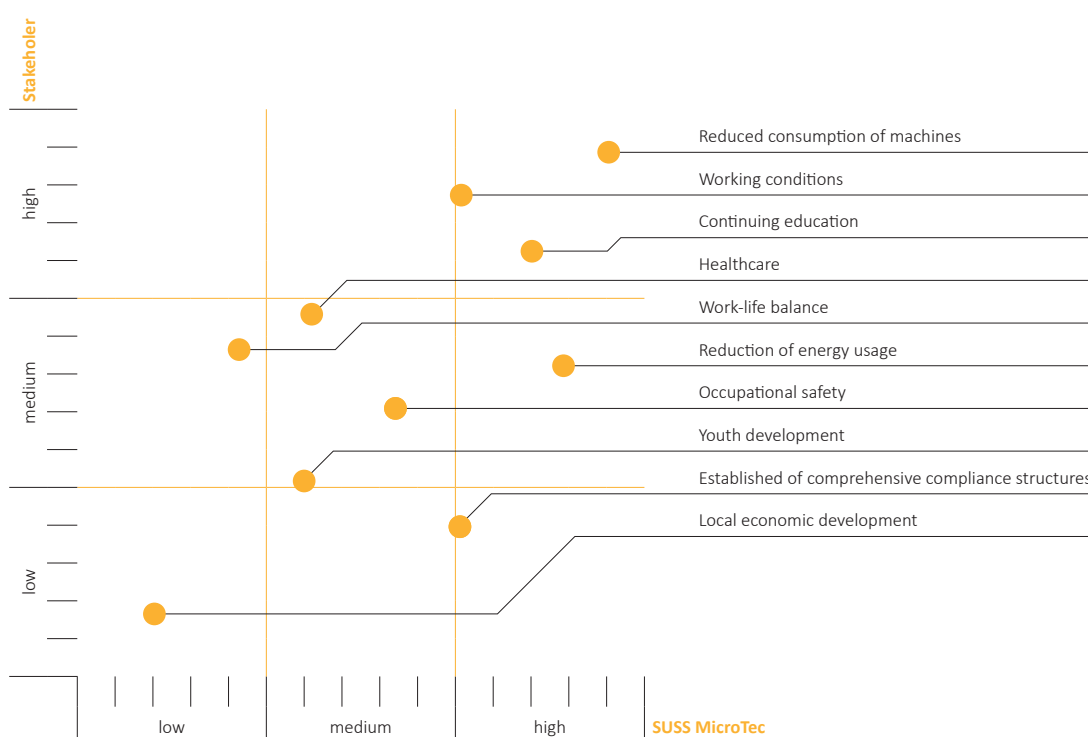 Stakeholer
high
medium
low
Reduced consumption of machines
Working conditions
Continuing education
Healthcare
Work-life balance
Reduction of energy usage
Occupational safety
Youth development
Established of comprehensive compliance structures
Local economic development
low
medium
high
SUSS MicroTec